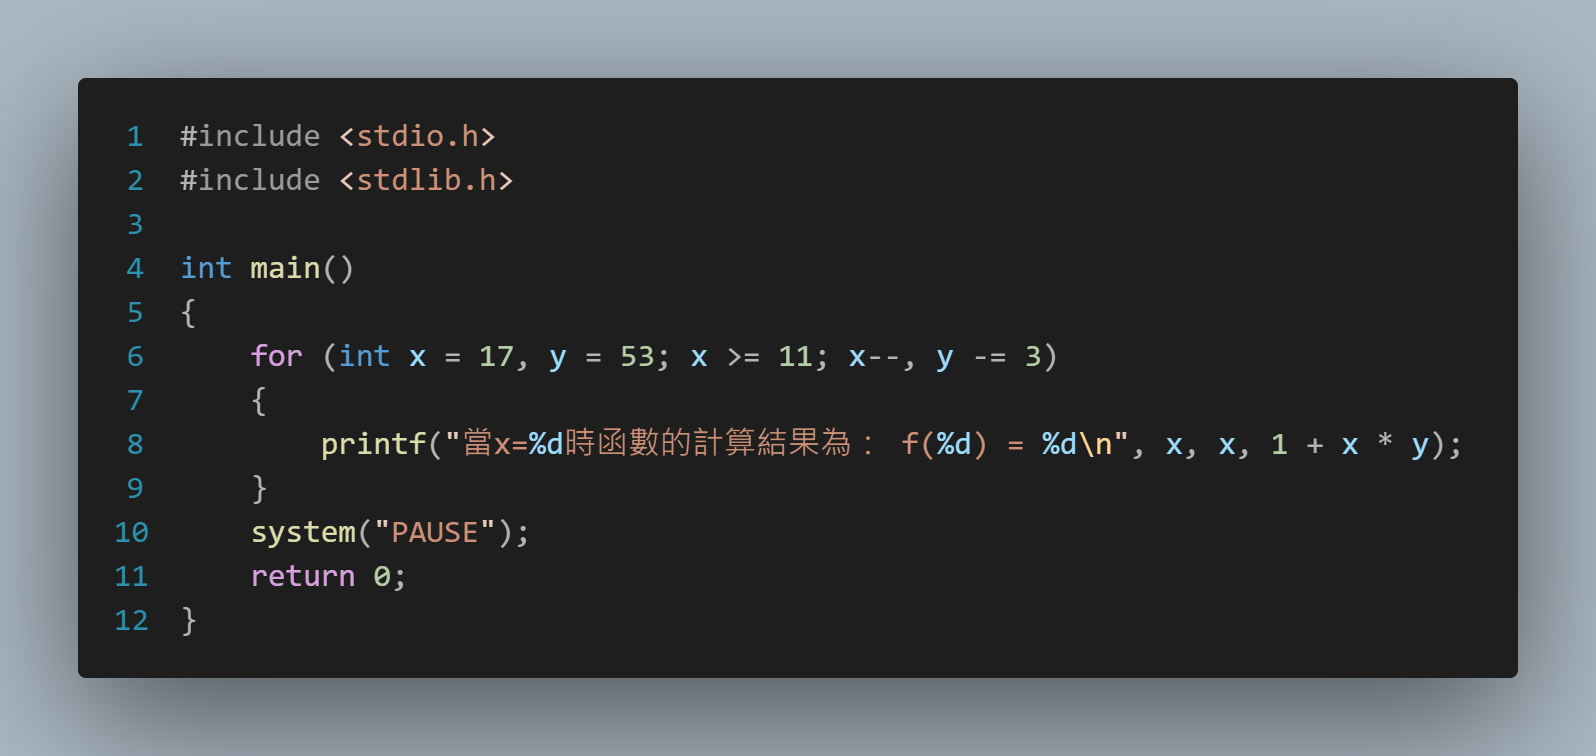 1 #include <stdio.h>
2 #include <stdlib.h>
3
4 int main()
5 {
6     for (int x = 17, y = 53; x >= 11; x--, y -= 3)
7     {
8         printf("當x=%d時函數的計算結果為： f(%d) = %d\n", x, x, 1 + x * y);
9     }
10     system("PAUSE");
11     return 0;
12 }